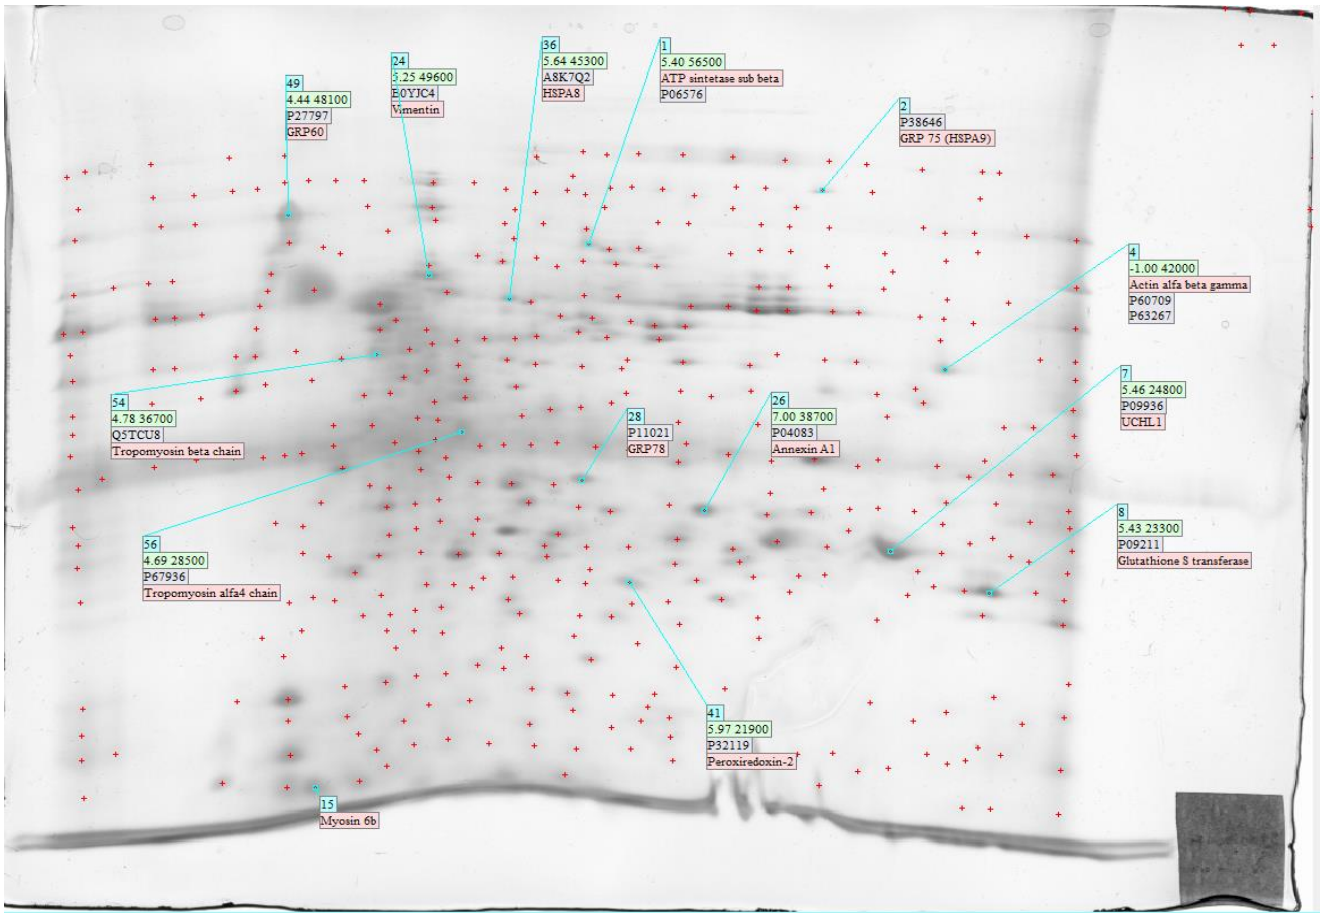 36
5.64 45300
A8K7Q2
HSPA8
1
5.40 56500
ATP sintetase sub beta
P06576
24
5.25 49600
B0YJC4
Vimentin
49
4.44 48100
P27797
GRP60
2
P38646
GRP 75 (HSPA9)
4
-1.00 42000
Actin alfa beta gamma
P60709
P63267
7
5.46 24800
P09936
UCHL1
54
4.78 36700
Q5TCU8
Tropomyosin beta chain
28
P11021
GRP78
26
7.00 38700
P04083
Annexin A1
8
5.43 23300
P09211
Glutathione S transferase
56
4.69 28500
P67936
Tropomyosin alfa4 chain
41
5.97 21900
P32119
Peroxiredoxin-2
15
Myosin 6b